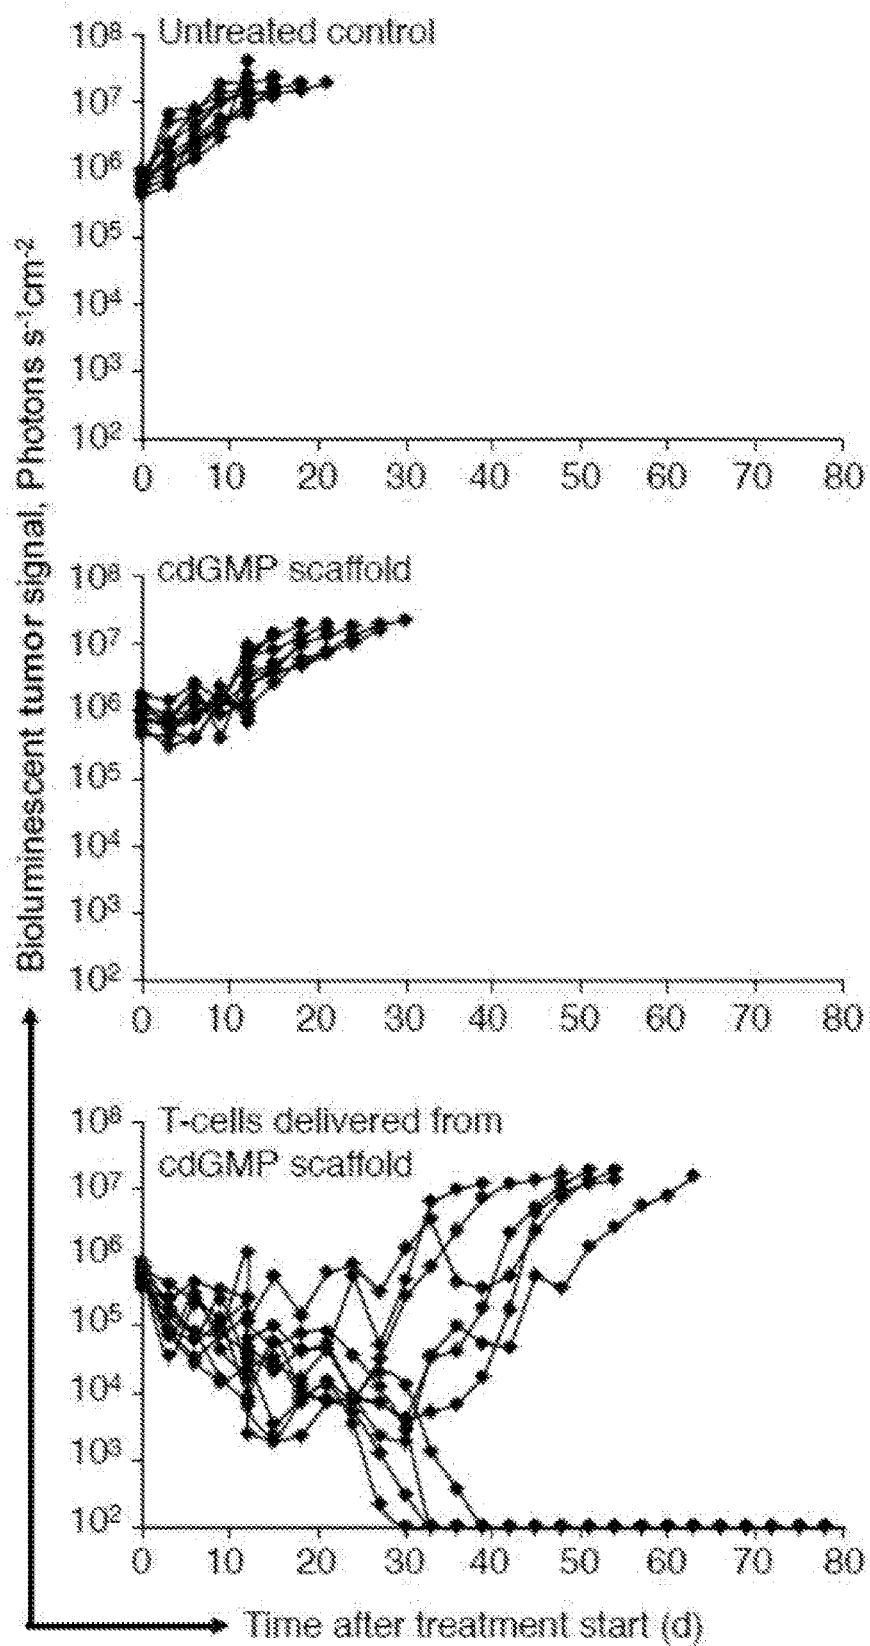 Bioluminescent tumor signal, Photons s⁻¹cm⁻²
Untreated control
10⁸
10⁷
10⁶
10⁵
10⁴
10³
10²
0 10 20 30 40 50 60 70 80
cdGMP scaffold
10⁸
10⁷
10⁶
10⁵
10⁴
10³
10²
0 10 20 30 40 50 60 70 80
T-cells delivered from
cdGMP scaffold
10⁸
10⁷
10⁶
10⁵
10⁴
10³
10²
0 10 20 30 40 50 60 70 80
Time after treatment start (d)